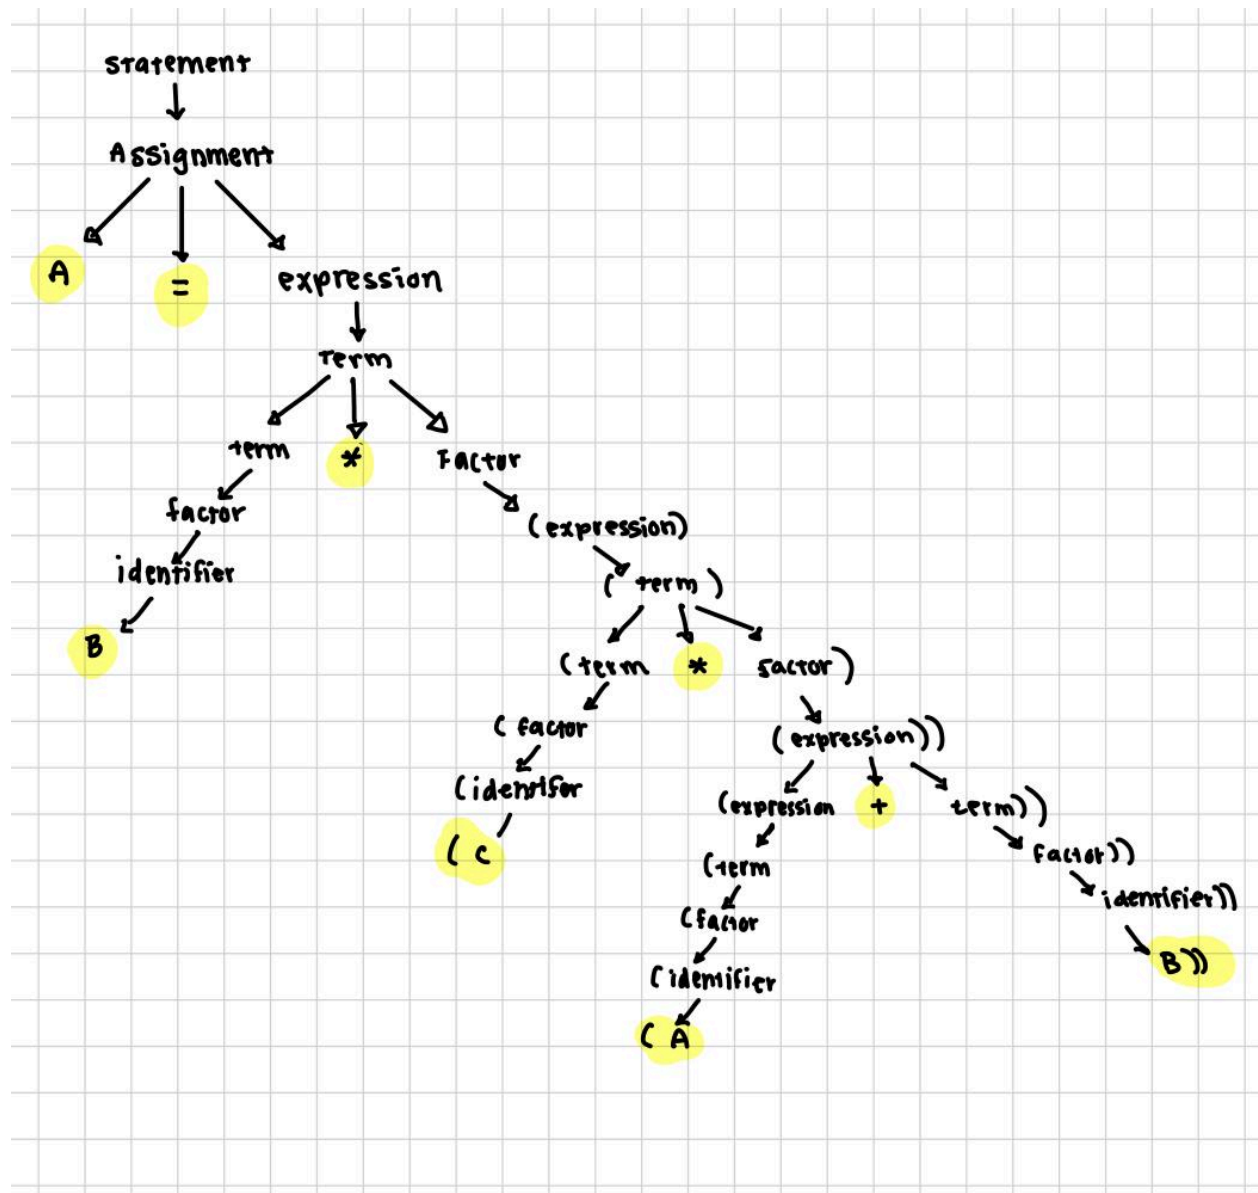 statement
Assignment
A = expression
Term
term * Factor
factor (expression)
identifier ( term )
B (term * factor)
( factor (expression))
(identifor (expression + term))
( C (term factor))
(factor identifier))
(identifier B))
( A